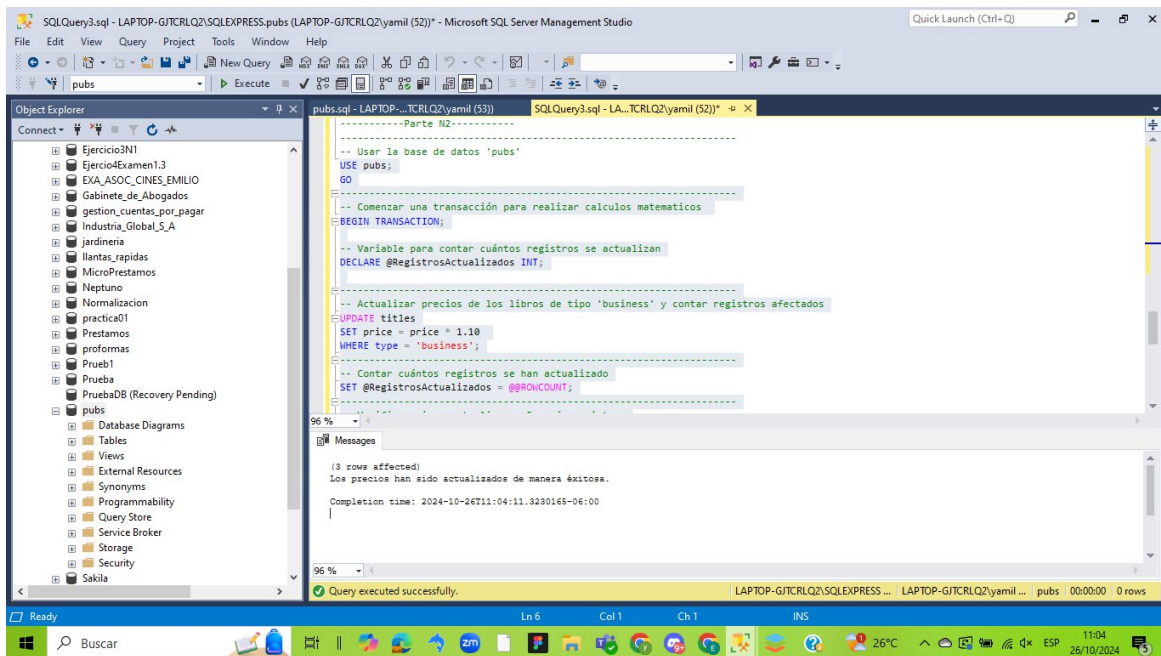 SQLQuery3.sql - LAPTOP-GJTCRLQ2\SQLEXPRESS.pubs (LAPTOP-GJTCRLQ2\yamil (52))* - Microsoft SQL Server Management Studio
Quick Launch (Ctrl+Q)
File Edit View Query Project Tools Window Help
New Query
pubs
Execute
Object Explorer
Connect
Ejercicio3N1
Ejercio4Examen1.3
EXA_ASOC_CINES_EMILIO
Gabinete_de_Abogados
gestion_cuentas_por_pagar
Industria_Global_S_A
jardineria
llantas_rapidas
MicroPrestamos
Neptuno
Normalizacion
practica01
Prestamos
proformas
Prueb1
Prueba
PruebaDB (Recovery Pending)
pubs
Database Diagrams
Tables
Views
External Resources
Synonyms
Programmability
Query Store
Service Broker
Storage
Security
Sakila
pubs.sql - LAPTOP-...TCRLQ2\yamil (53))
SQLQuery3.sql - LA...TCRLQ2\yamil (52))*
-----------Parte N2-----------
-- Usar la base de datos 'pubs'
USE pubs;
GO
-- Comenzar una transacción para realizar calculos matematicos
BEGIN TRANSACTION;
-- Variable para contar cuántos registros se actualizan
DECLARE @RegistrosActualizados INT;
-- Actualizar precios de los libros de tipo 'business' y contar registros afectados
UPDATE titles
SET price = price * 1.10
WHERE type = 'business';
-- Contar cuántos registros se han actualizado
SET @RegistrosActualizados = @@ROWCOUNT;
96 %
Messages
(3 rows affected)
Los precios han sido actualizados de manera éxitosa.
Completion time: 2024-10-26T11:04:11.3230165-06:00
96 %
Query executed successfully.
LAPTOP-GJTCRLQ2\SQLEXPRESS ... LAPTOP-GJTCRLQ2\yamil ... pubs 00:00:00 0 rows
Ready
Ln 6 Col 1 Ch 1 INS
Buscar
zm
26°C
ESP
11:04
26/10/2024